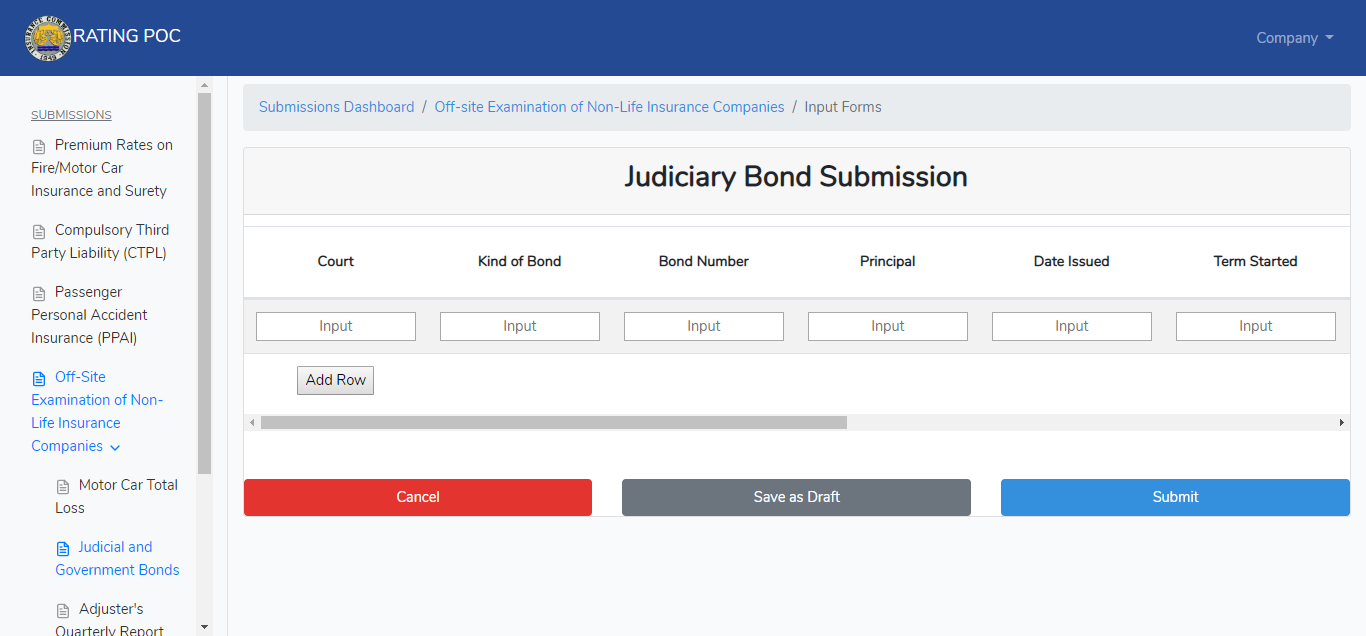 RATING POC
Company
SUBMISSIONS
Premium Rates on
Fire/Motor Car
Insurance and Surety
Compulsory Third
Party Liability (CTPL)
Passenger
Personal Accident
Insurance (PPAI)
Off-Site
Examination of Non-
Life Insurance
Companies
Motor Car Total
Loss
Judicial and
Government Bonds
Adjuster's
Quarterly Report
Submissions Dashboard / Off-site Examination of Non-Life Insurance Companies / Input Forms
Judiciary Bond Submission
Court Kind of Bond Bond Number Principal Date Issued Term Started
Input Input Input Input Input Input
Add Row
Cancel Save as Draft Submit